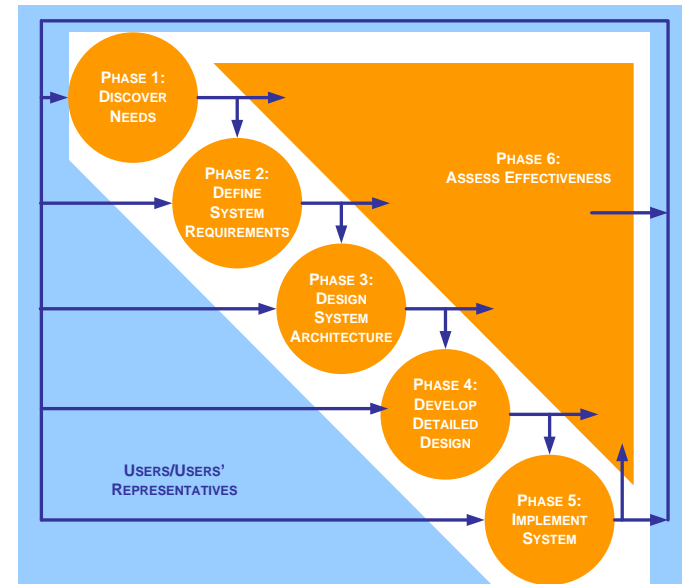 PHASE 1:
DISCOVER
NEEDS
PHASE 2:
DEFINE
SYSTEM
REQUIREMENTS
PHASE 6:
ASSESS EFFECTIVENESS
PHASE 3:
DESIGN
SYSTEM
ARCHITECTURE
PHASE 4:
DEVELOP
DETAILED
DESIGN
USERS/USERS’
REPRESENTATIVES
PHASE 5:
IMPLEMENT
SYSTEM